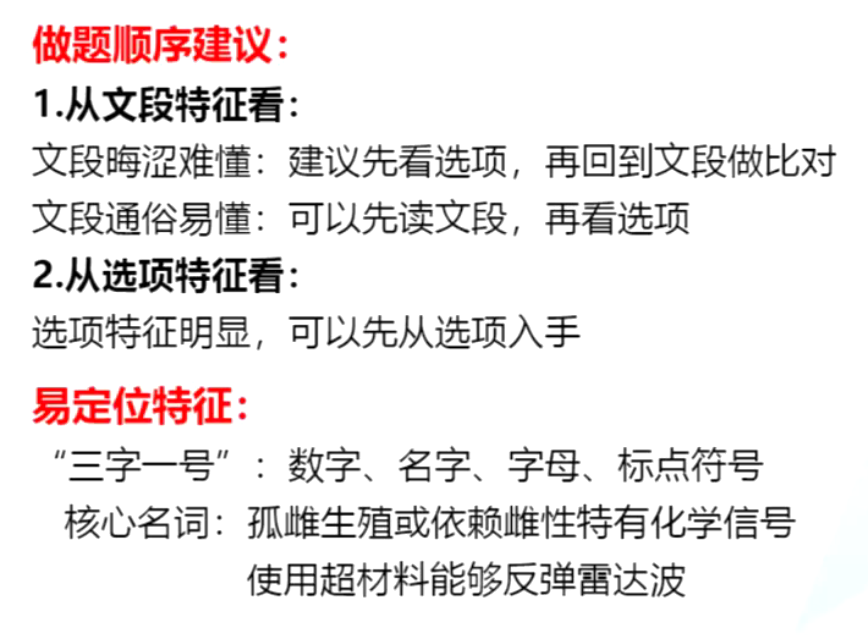 做题顺序建议：
1.从文段特征看：
文段晦涩难懂：建议先看选项，再回到文段做比对
文段通俗易懂：可以先读文段，再看选项
2.从选项特征看：
选项特征明显，可以先从选项入手
易定位特征：
“三字一号”：数字、名字、字母、标点符号
核心名词：孤雌生殖或依赖雌性特有化学信号
使用超材料能够反弹雷达波